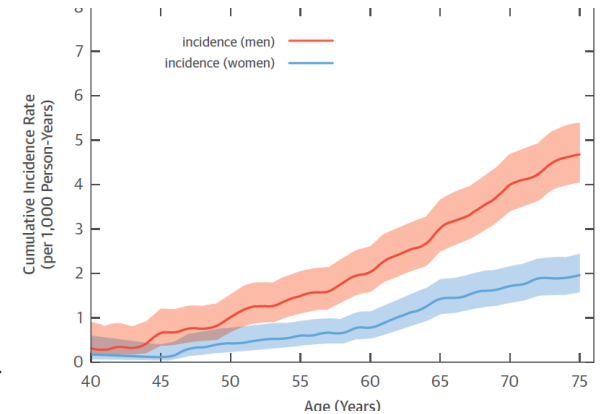 8
7
6
5
4
3
2
1
0
incidence (men)
incidence (women)
Cumulative Incidence Rate
(per 1,000 Person-Years)
40 45 50 55 60 65 70 75
Age (Years)